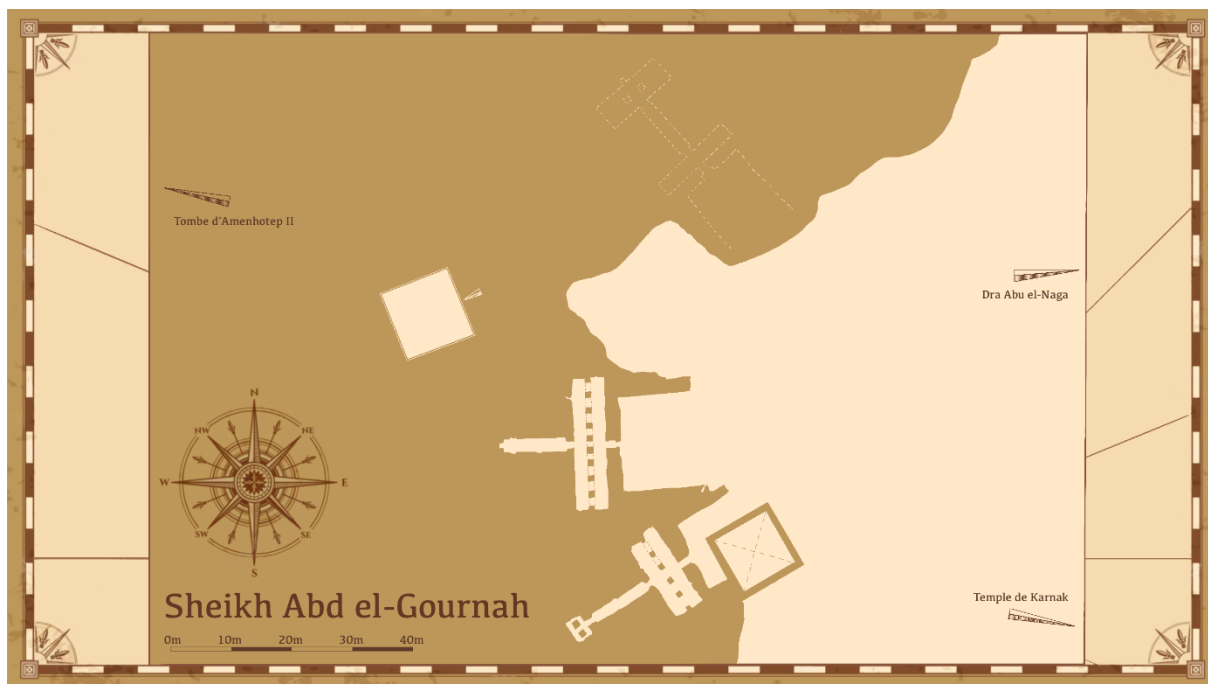 Tombe d'Amenhotep II
Dra Abu el-Naga
N
NW
NE
W
E
SW
SE
S
Sheikh Abd el-Gournah
Temple de Karnak
0m 10m 20m 30m 40m